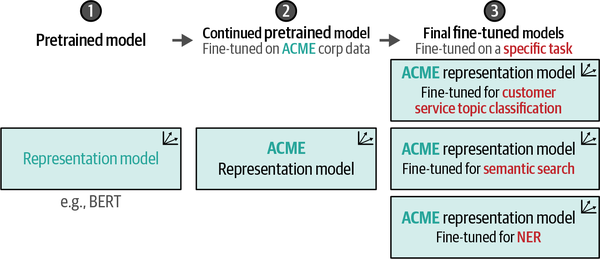 1
Pretrained model
Representation model
e.g., BERT
2
Continued pretrained model
Fine-tuned on ACME corp data
ACME
Representation model
3
Final fine-tuned models
Fine-tuned on a specific task
ACME representation model
Fine-tuned for customer
service topic classification
ACME representation model
Fine-tuned for semantic search
ACME representation model
Fine-tuned for NER